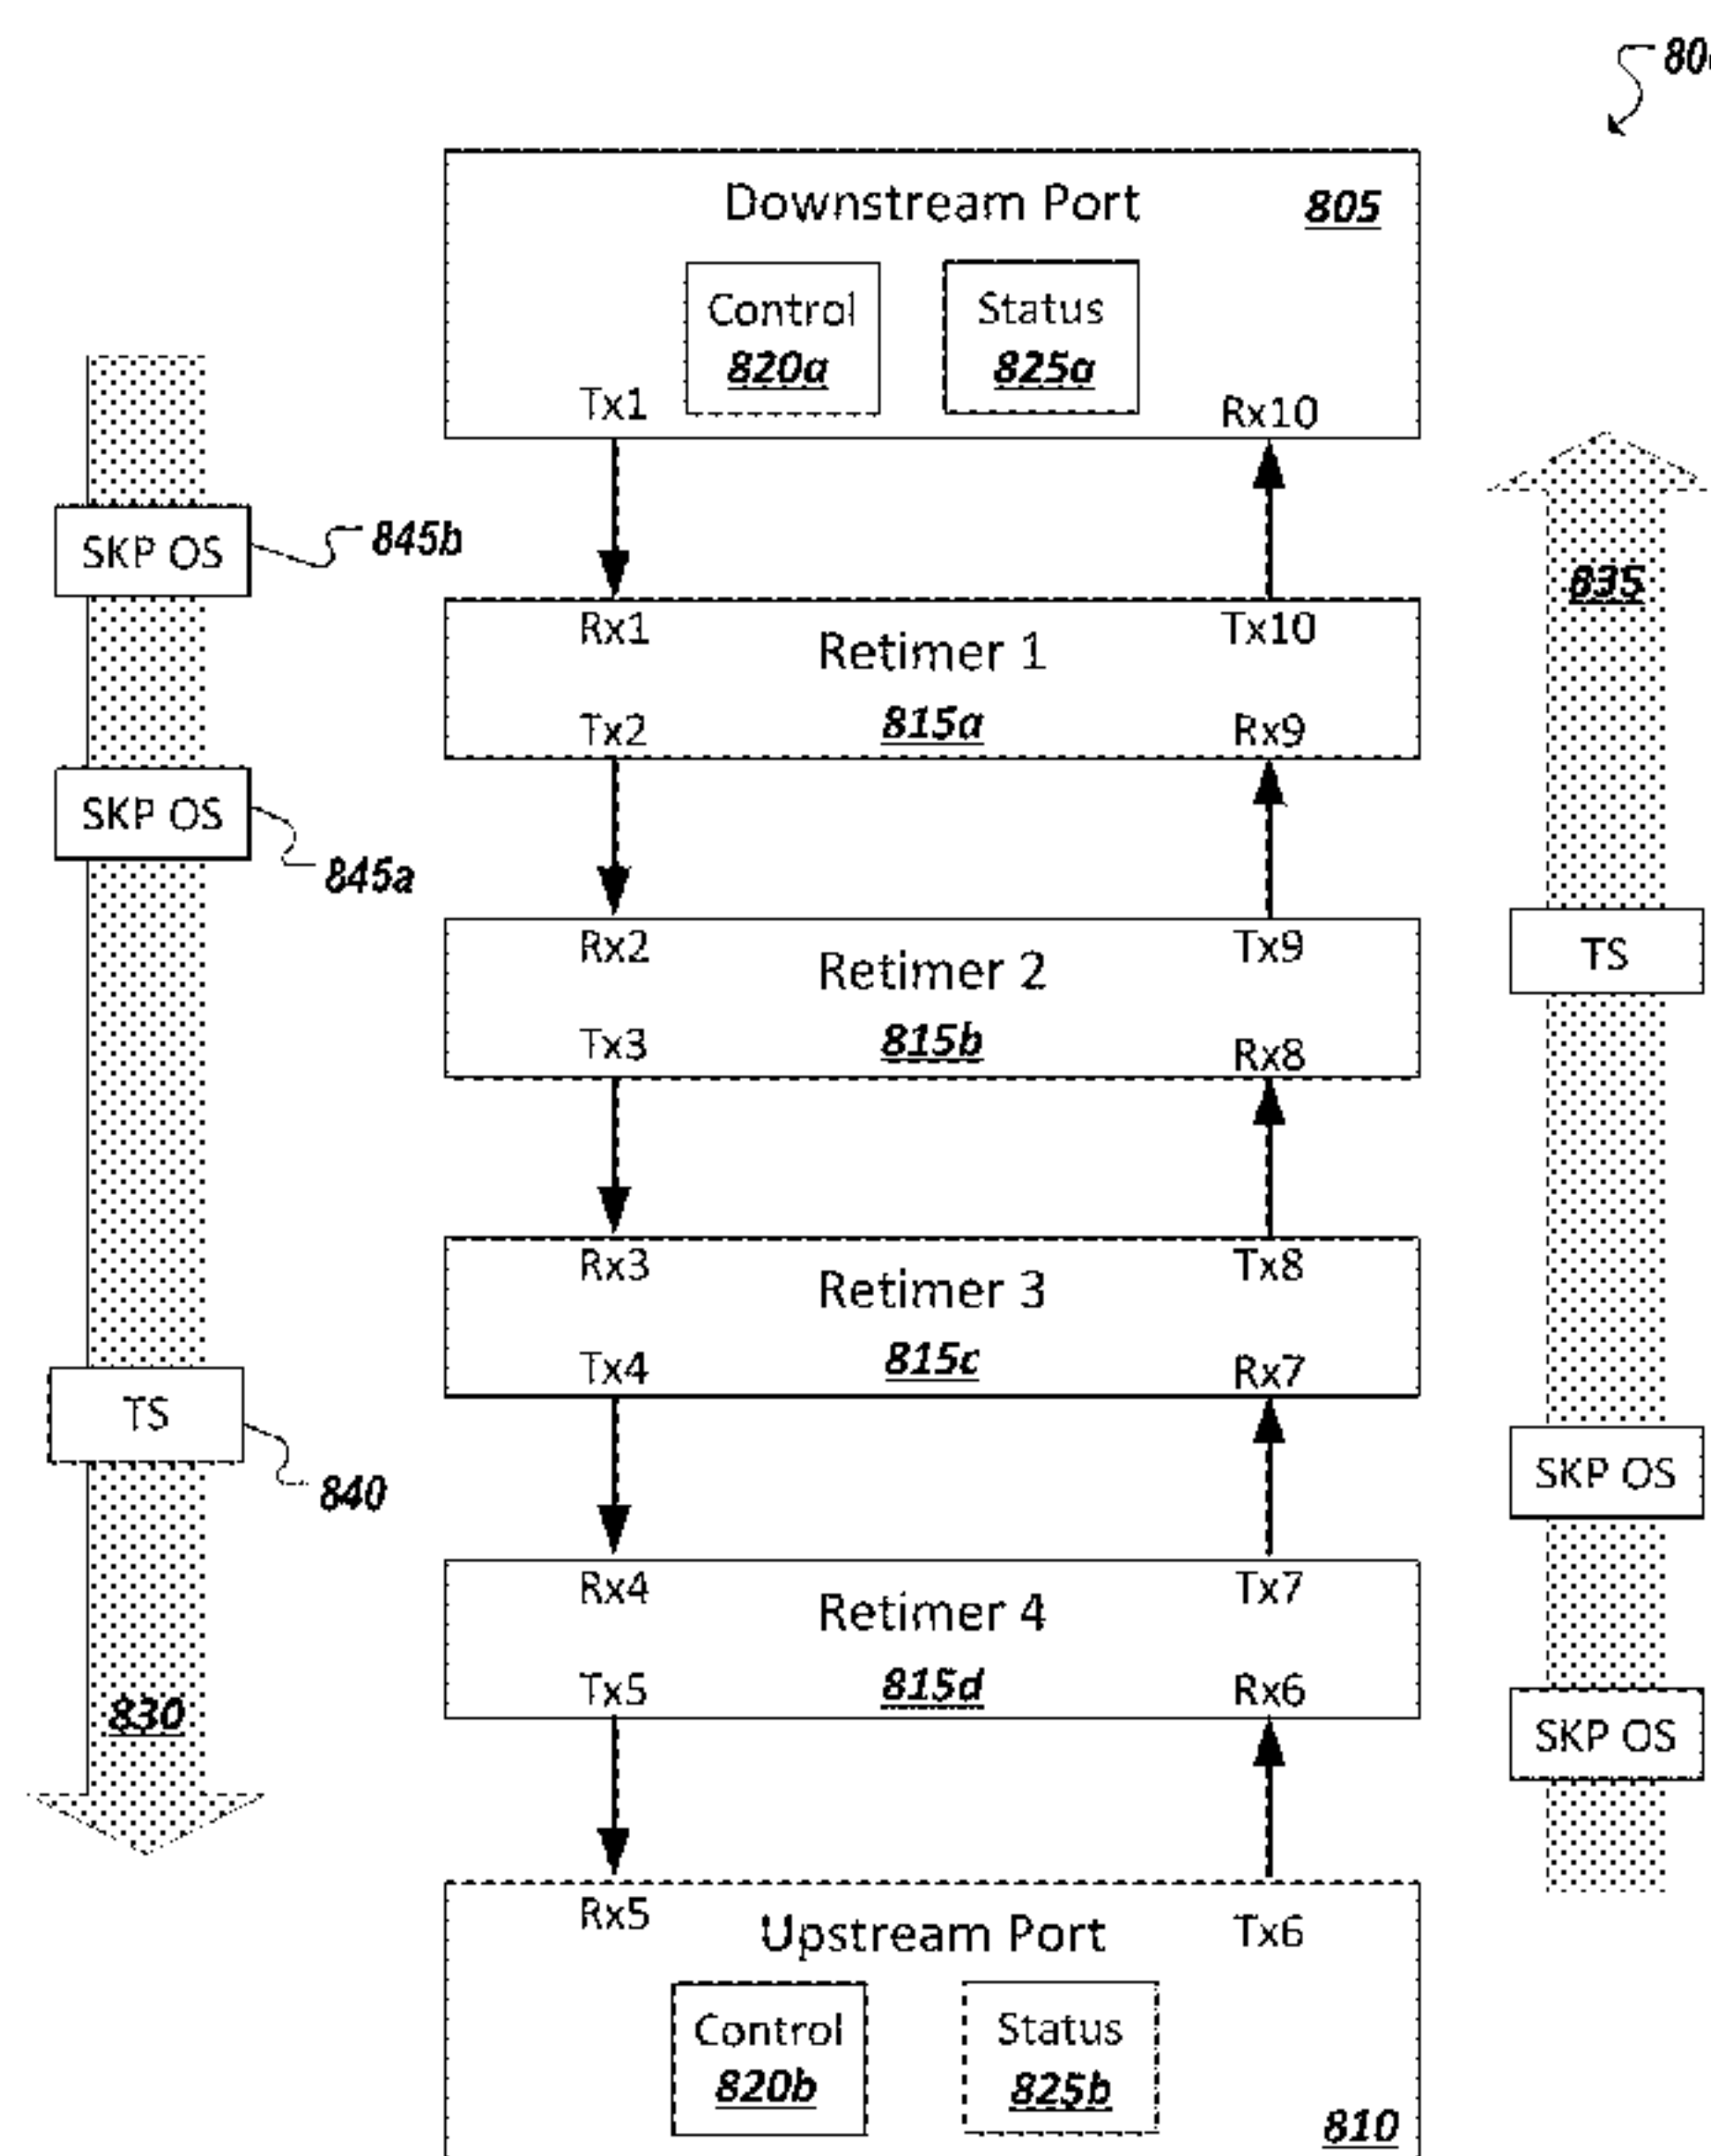 Downstream Port
805
Control
820a
Status
825a
Tx1
Rx10
SKP OS
845b
835
Rx1
Retimer 1
Tx10
Tx2
815a
Rx9
SKP OS
845a
Rx2
Retimer 2
Tx9
TS
Tx3
815b
Rx8
Rx3
Retimer 3
Tx8
Tx4
815c
Rx7
TS
840
SKP OS
Rx4
Retimer 4
Tx7
Tx5
815d
Rx6
830
SKP OS
Rx5
Upstream Port
Tx6
Control
820b
Status
825b
810